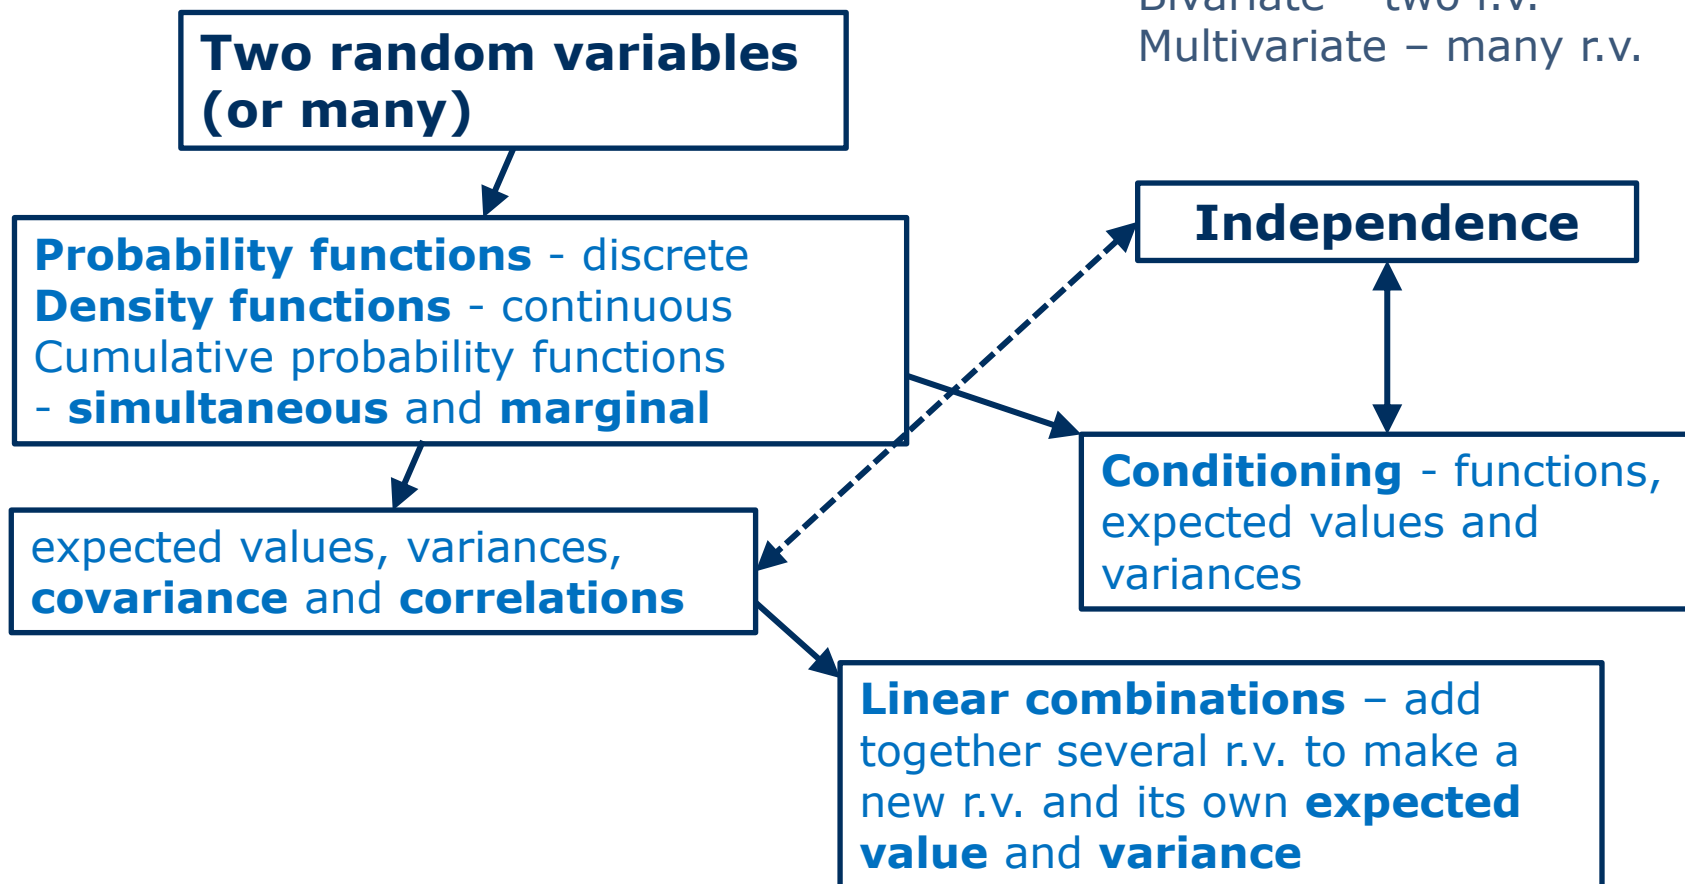 Bivariate – two r.v.
Multivariate – many r.v.
Two random variables
(or many)
Independence
Probability functions - discrete
Density functions - continuous
Cumulative probability functions
- simultaneous and marginal
Conditioning - functions,
expected values and
variances
expected values, variances,
covariance and correlations
Linear combinations – add
together several r.v. to make a
new r.v. and its own expected
value and variance